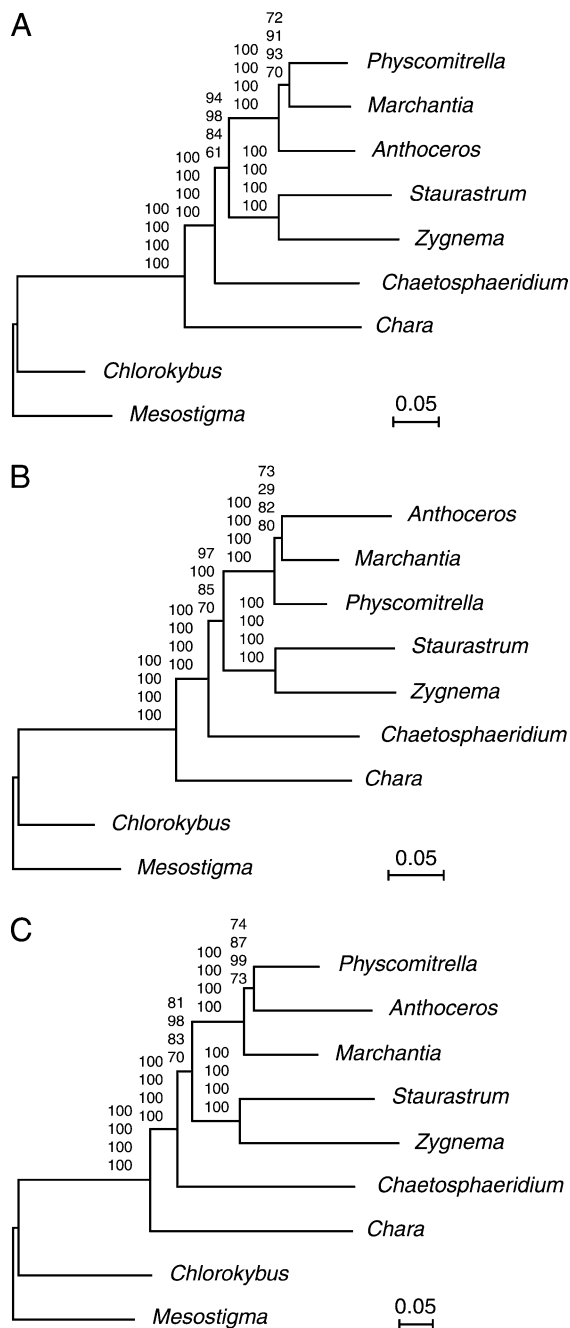 A
72
91
93
70
100
100
100
100
Physcomitrella
Marchantia
94
98
84
61
Anthoceros
100
100
100
100
100
100
100
100
Staurastrum
Zygnema
100
100
100
100
Chaetosphaeridium
Chara
Chlorokybus
0.05
Mesostigma
B
73
29
82
80
100
100
100
100
Anthoceros
Marchantia
97
100
85
70
Physcomitrella
100
100
100
100
100
100
100
100
Staurastrum
Zygnema
100
100
100
100
Chaetosphaeridium
Chara
Chlorokybus
0.05
Mesostigma
C
74
87
99
73
100
100
100
100
Physcomitrella
Anthoceros
81
98
83
70
Marchantia
100
100
100
100
100
100
100
100
Staurastrum
Zygnema
100
100
100
100
Chaetosphaeridium
Chara
Chlorokybus
0.05
Mesostigma